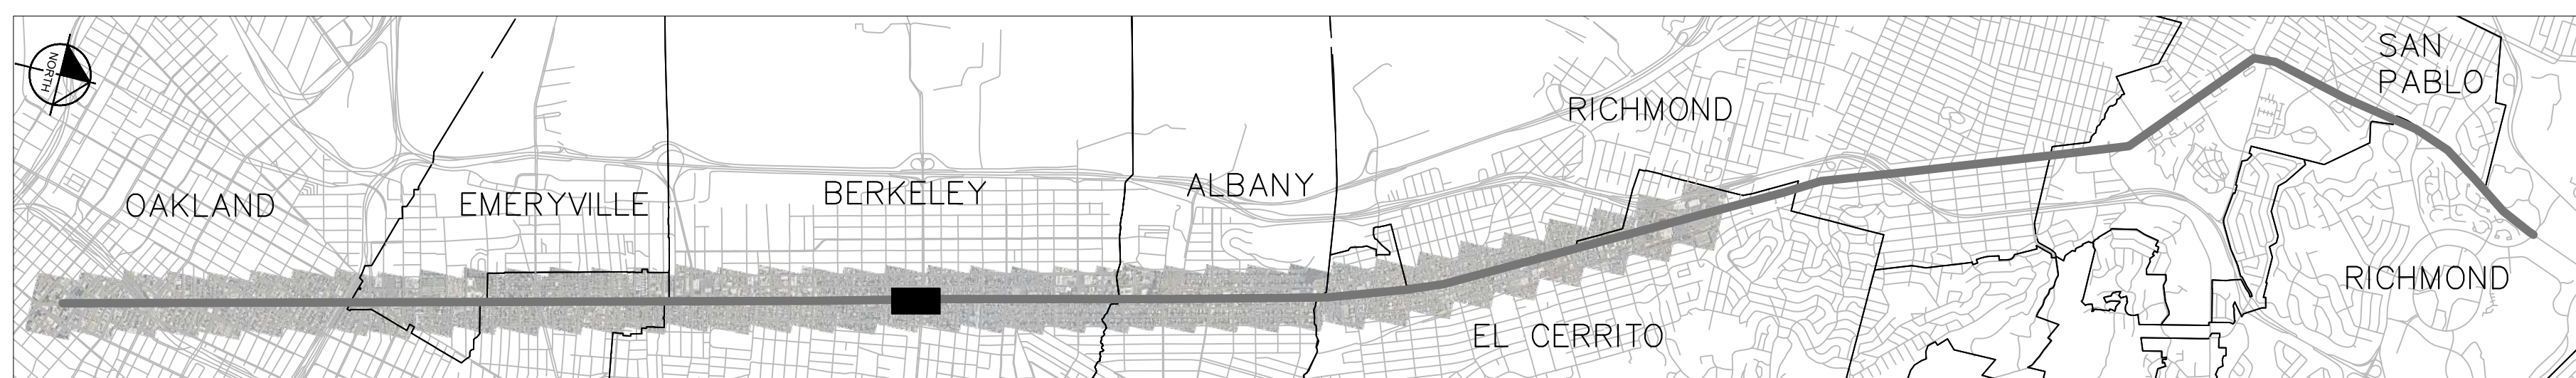 NORTH
OAKLAND
EMERYVILLE
BERKELEY
ALBANY
RICHMOND
EL CERRITO
SAN
PABLO
RICHMOND